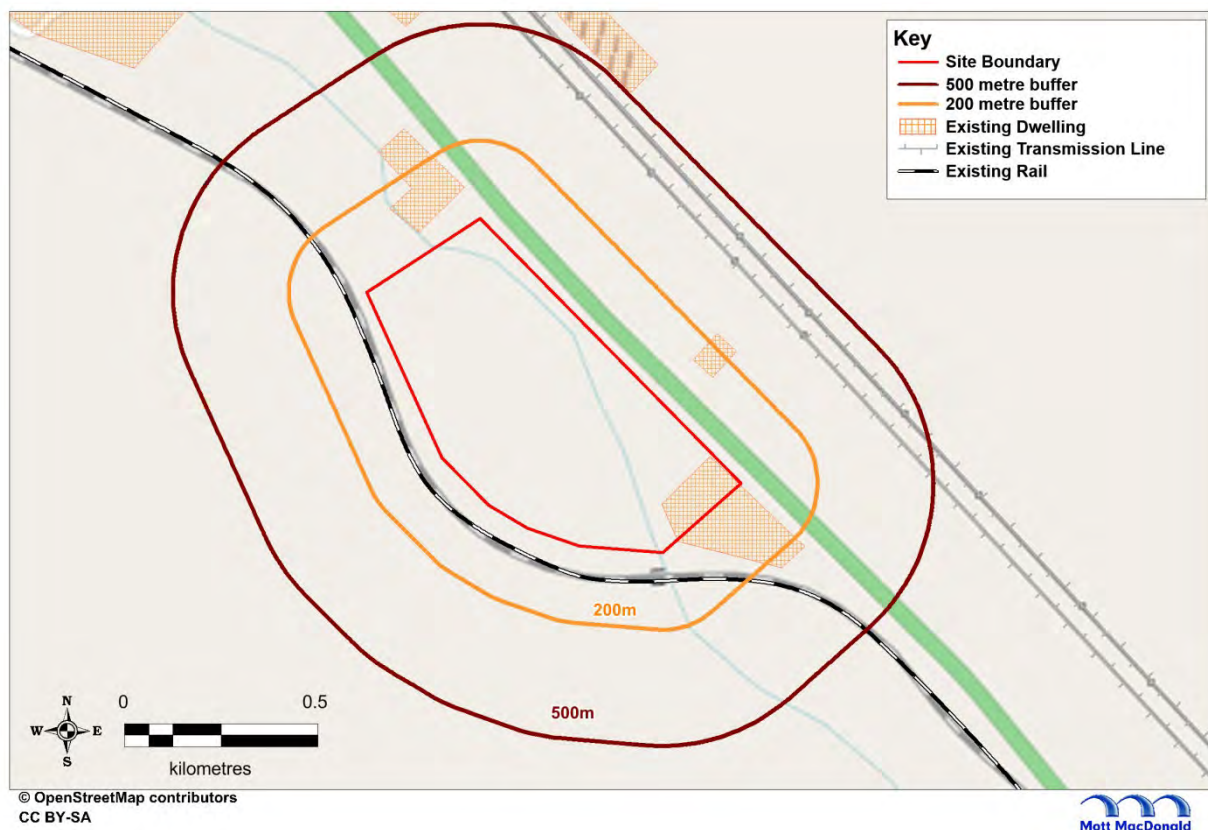 Key
Site Boundary
500 metre buffer
200 metre buffer
Existing Dwelling
Existing Transmission Line
Existing Rail
200m
500m
N
W E
S
0 0.5
kilometres
© OpenStreetMap contributors
CC BY-SA
Mott MacDonald